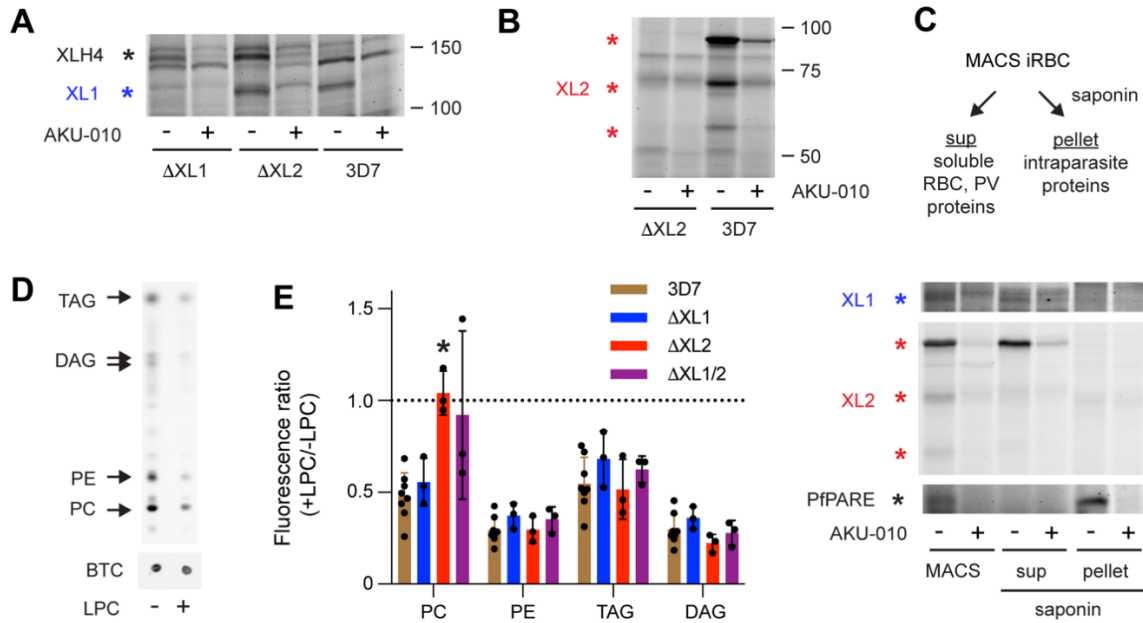 A
XLH4 *
XL1 *
150
100
AKU-010 - + - + - +
ΔXL1 ΔXL2 3D7
B
*
XL2 *
*
100
75
50
- + - + AKU-010
ΔXL2 3D7
C
MACS iRBC
saponin
sup pellet
soluble intraparasite
RBC, PV proteins
proteins
XL1 *
*
XL2 *
*
PfPARE *
AKU-010 - + - + - +
MACS sup pellet
saponin
D
TAG
DAG
PE
PC
BTC
LPC - +
E
3D7
ΔXL1
ΔXL2
ΔXL1/2
Fluorescence ratio
(+LPC/-LPC)
1.5
1.0
0.5
0
*
PC PE TAG DAG